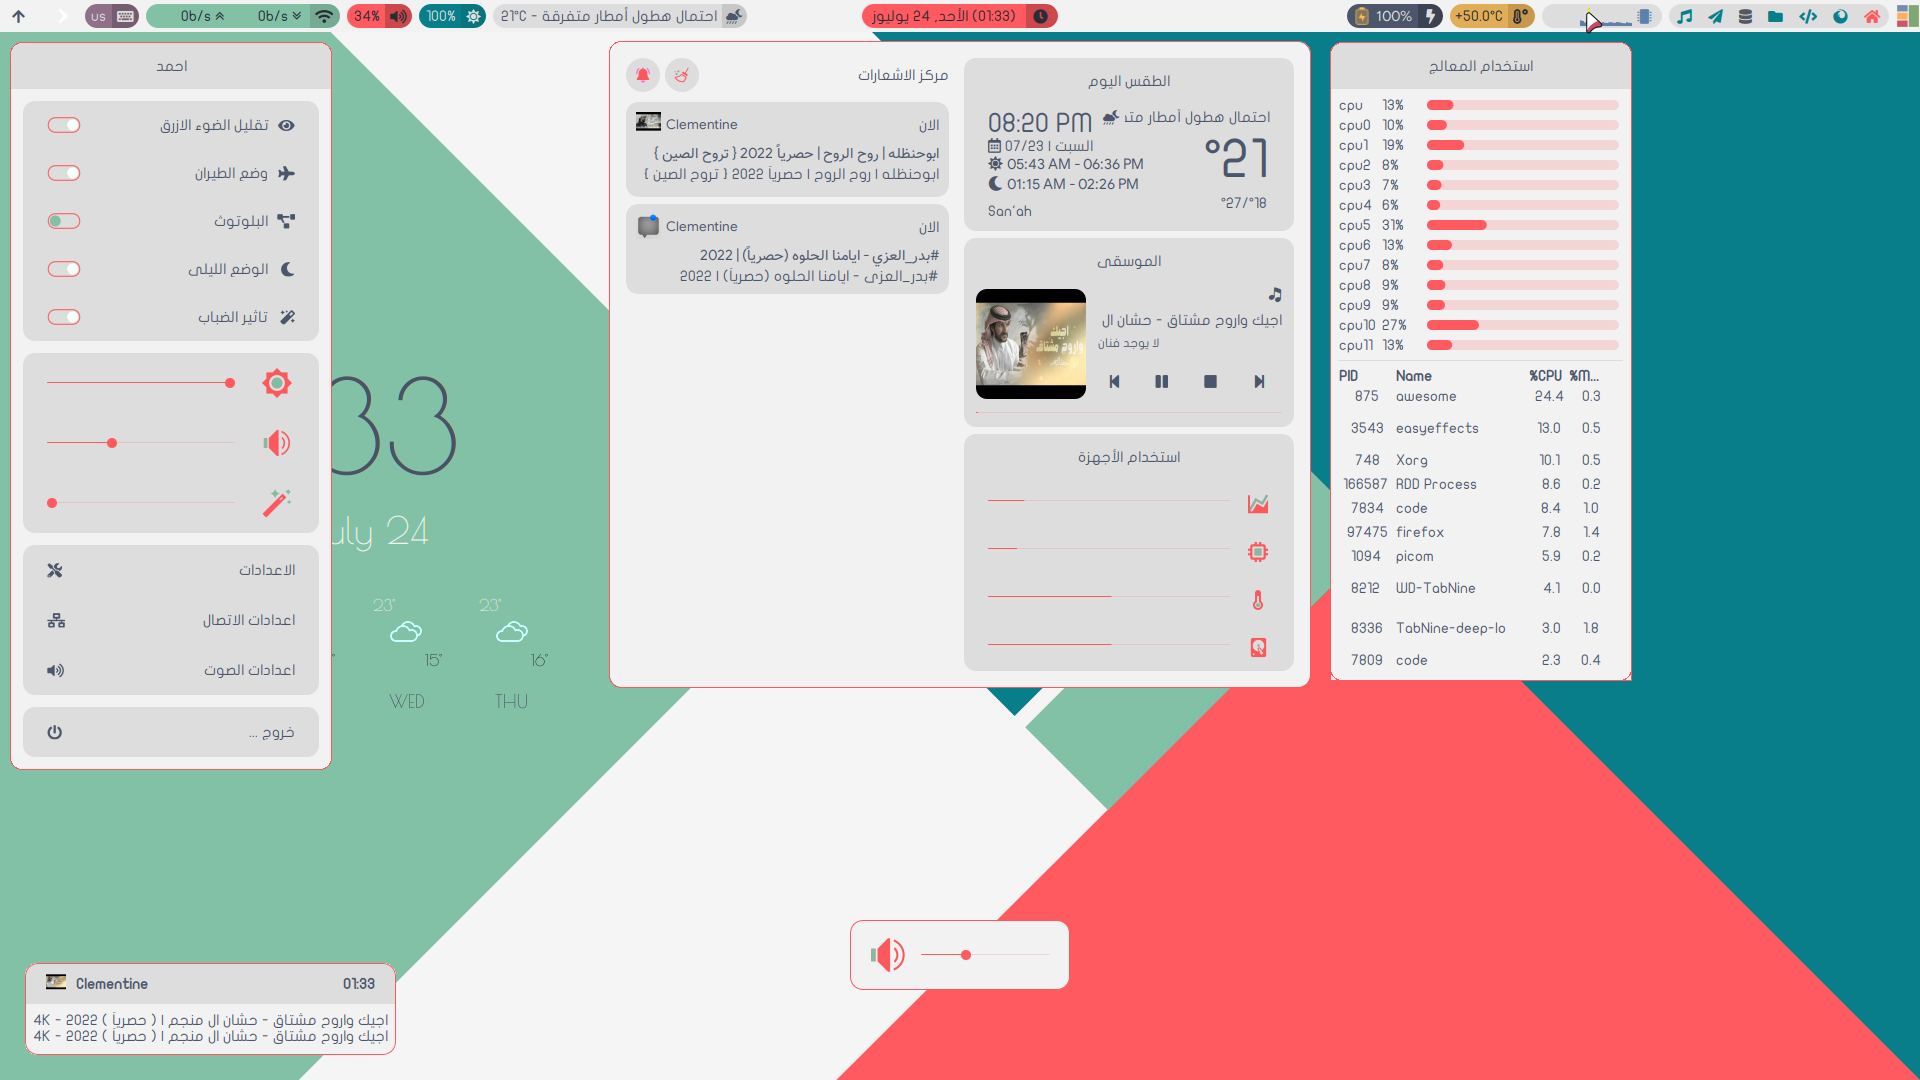 us
0b/s
0b/s
34%
100%
21°C - احتمال هطول أمطار متفرقة
الأحد, 24 يوليوز (01:33)
100%
+50.0°C
احمد
تقليل الضوء الازرق
وضع الطيران
البلوتوث
الوضع الليلي
تاثير الضباب
الاعدادات
اعدادات الاتصال
اعدادات الصوت
خروج ...
33
uly 24
23°
23°
15°
16°
WED
THU
مركز الاشعارات
Clementine
الان
ابوحنظله | روح الروح | حصرياً 2022 { تروح الصين }
ابوحنظله | روح الروح | حصرياً 2022 { تروح الصين }
Clementine
الان
#بدر_العزي - ايامنا الحلوه (حصرياً) | 2022
#بدر_العزي - ايامنا الحلوه (حصرياً) | 2022
الطقس اليوم
08:20 PM
احتمال هطول أمطار مت
السبت | 07/23
05:43 AM - 06:36 PM
01:15 AM - 02:26 PM
San'ah
°21
°27/°18
الموسيقى
اجيك واروح مشتاق - حشان ال
لا يوجد فنان
اجيك
واروح مشتاق
استخدام الأجهزة
استخدام المعالج
cpu 13%
cpu0 10%
cpu1 19%
cpu2 8%
cpu3 7%
cpu4 6%
cpu5 31%
cpu6 13%
cpu7 8%
cpu8 9%
cpu9 9%
cpu10 27%
cpu11 13%
PID Name %CPU %M...
875 awesome 24.4 0.3
3543 easyeffects 13.0 0.5
748 Xorg 10.1 0.5
166587 RDD Process 8.6 0.2
7834 code 8.4 1.0
97475 firefox 7.8 1.4
1094 picom 5.9 0.2
8212 WD-TabNine 4.1 0.0
8336 TabNine-deep-lo 3.0 1.8
7809 code 2.3 0.4
Clementine 01:33
اجيك واروح مشتاق - حشان ال منجم | ( حصرياً ) 2022 - 4K
اجيك واروح مشتاق - حشان ال منجم | ( حصرياً ) 2022 - 4K